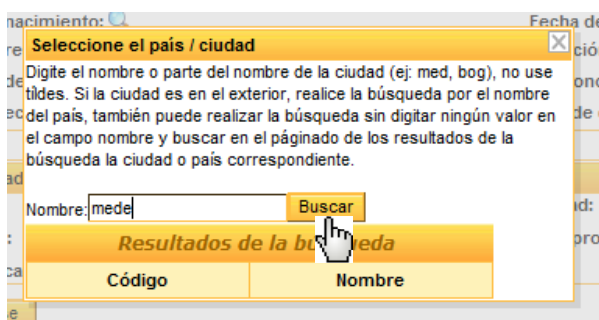 nacimiento:
Fecha de
Seleccione el país / ciudad
Digite el nombre o parte del nombre de la ciudad (ej: med, bog), no use
tíldes. Si la ciudad es en el exterior, realice la búsqueda por el nombre
del país, también puede realizar la búsqueda sin digitar ningún valor en
el campo nombre y buscar en el páginado de los resultados de la
búsqueda la ciudad o país correspondiente.
Nombre: mede
Buscar
Resultados de la búsqueda
Código Nombre